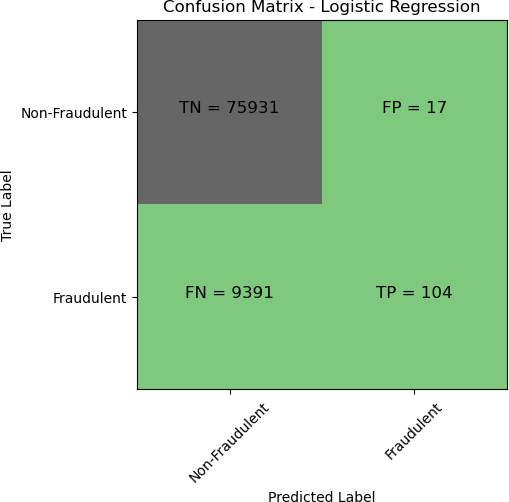 Confusion Matrix - Logistic Regression
True Label
Non-Fraudulent
TN = 75931
FP = 17
Fraudulent
FN = 9391
TP = 104
Non-Fraudulent
Fraudulent
Predicted Label